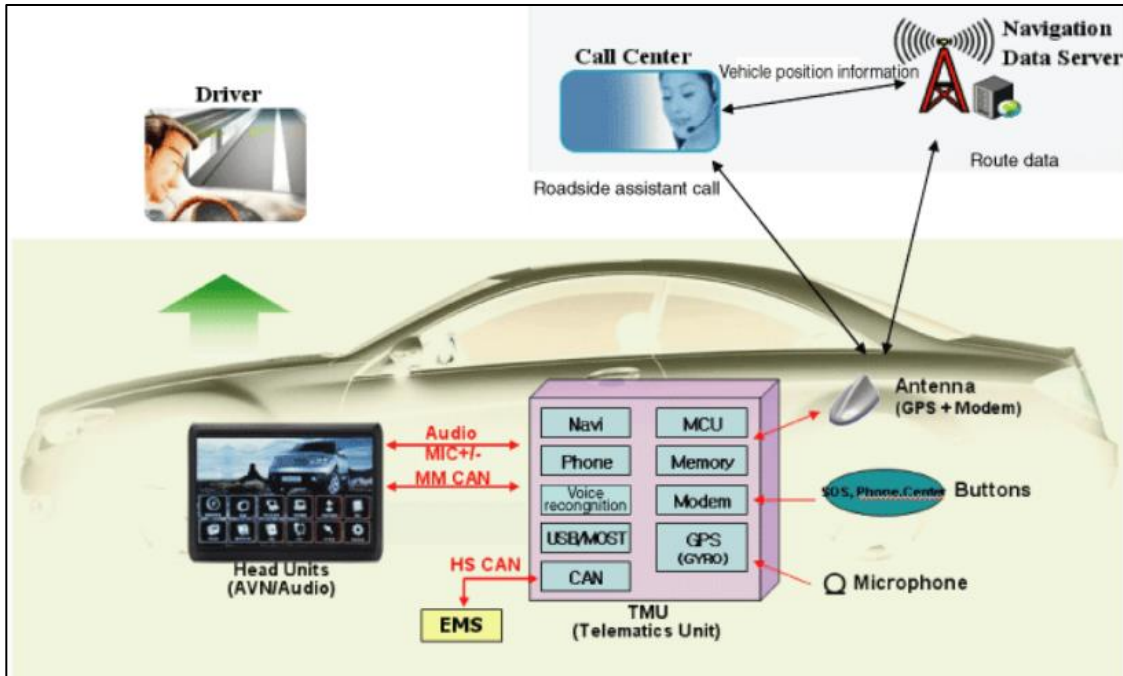 Navigation
Data Server
Call Center
Vehicle position information
Driver
Route data
Roadside assistant call
Antenna
(GPS + Modem)
Audio
MIC+/-
MM CAN
Navi
MCU
Phone
Memory
Voice
recongnition
Modem
USB/MOST
GPS
(GYRO)
CAN
SOS, Phone,Center
Buttons
Microphone
HS CAN
Head Units
(AVN/Audio)
EMS
TMU
(Telematics Unit)